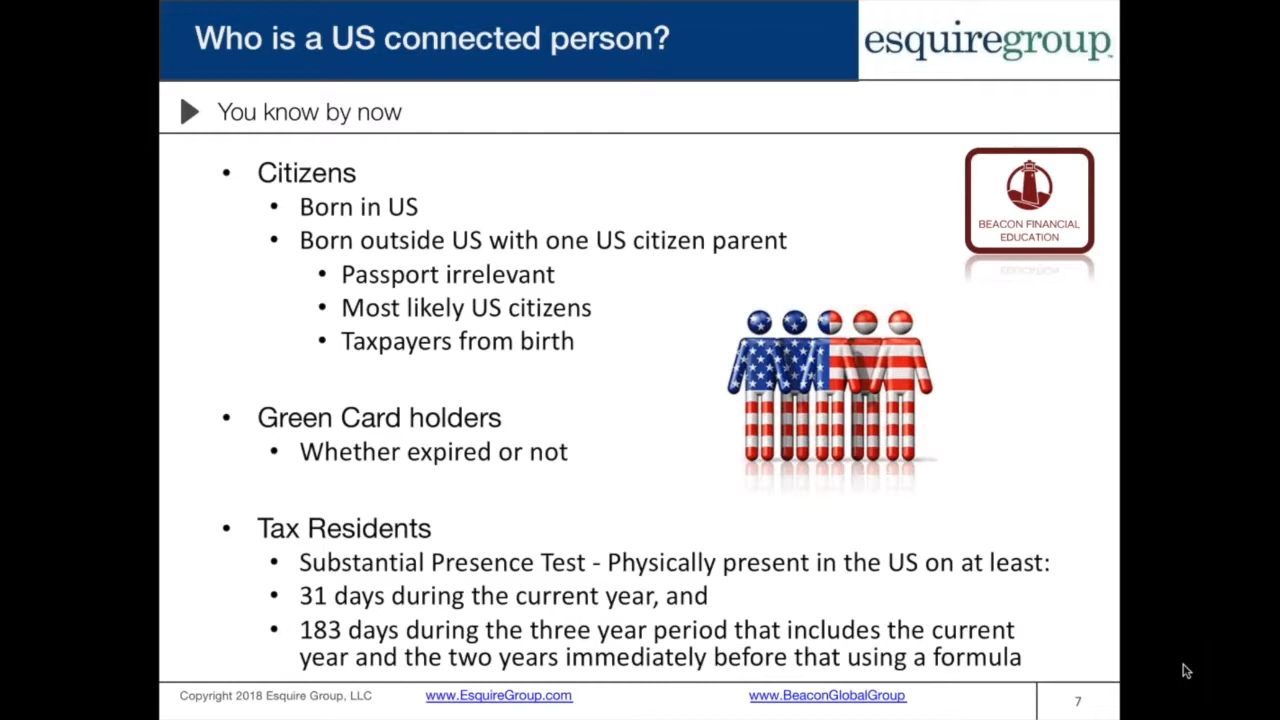 Who is a US connected person?
esquiregroup™
You know by now
• Citizens
• Born in US
• Born outside US with one US citizen parent
• Passport irrelevant
• Most likely US citizens
• Taxpayers from birth
BEACON FINANCIAL
EDUCATION
• Green Card holders
• Whether expired or not
• Tax Residents
• Substantial Presence Test - Physically present in the US on at least:
• 31 days during the current year, and
• 183 days during the three year period that includes the current
year and the two years immediately before that using a formula
Copyright 2018 Esquire Group, LLC
www.EsquireGroup.com
www.BeaconGlobalGroup
7